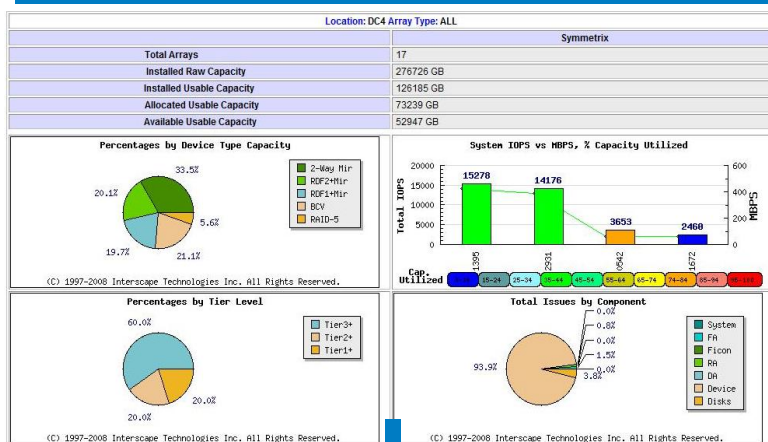 Location: DC4 Array Type: ALL
Symmetrix
Total Arrays 17
Installed Raw Capacity 276726 GB
Installed Usable Capacity 126185 GB
Allocated Usable Capacity 73239 GB
Available Usable Capacity 52947 GB
Percentages by Device Type Capacity
33.5%
20.1%
19.7%
21.1%
5.6%
2-Way Mir
RDF2+Mir
RDF1+Mir
BCV
RAID-5
(C) 1997-2008 Interscape Technologies Inc. All Rights Reserved.
System IOPS vs MBPS, % Capacity Utilized
Total IOPS
20000
15000
10000
5000
0
15278
14176
3653
2460
600
400
200
0
MBPS
1395
2931
0542
1672
Cap.
Utilized
15-24 25-34 35-44 45-54 55-64 65-74 74-84 85-94
Percentages by Tier Level
60.0%
20.0%
20.0%
Tier3+
Tier2+
Tier1+
(C) 1997-2008 Interscape Technologies Inc. All Rights Reserved.
Total Issues by Component
0.0%
0.8%
0.0%
1.5%
0.0%
93.9%
3.8%
System
FA
Ficon
RA
DA
Device
Disks
(C) 1997-2008 Interscape Technologies Inc. All Rights Reserved.